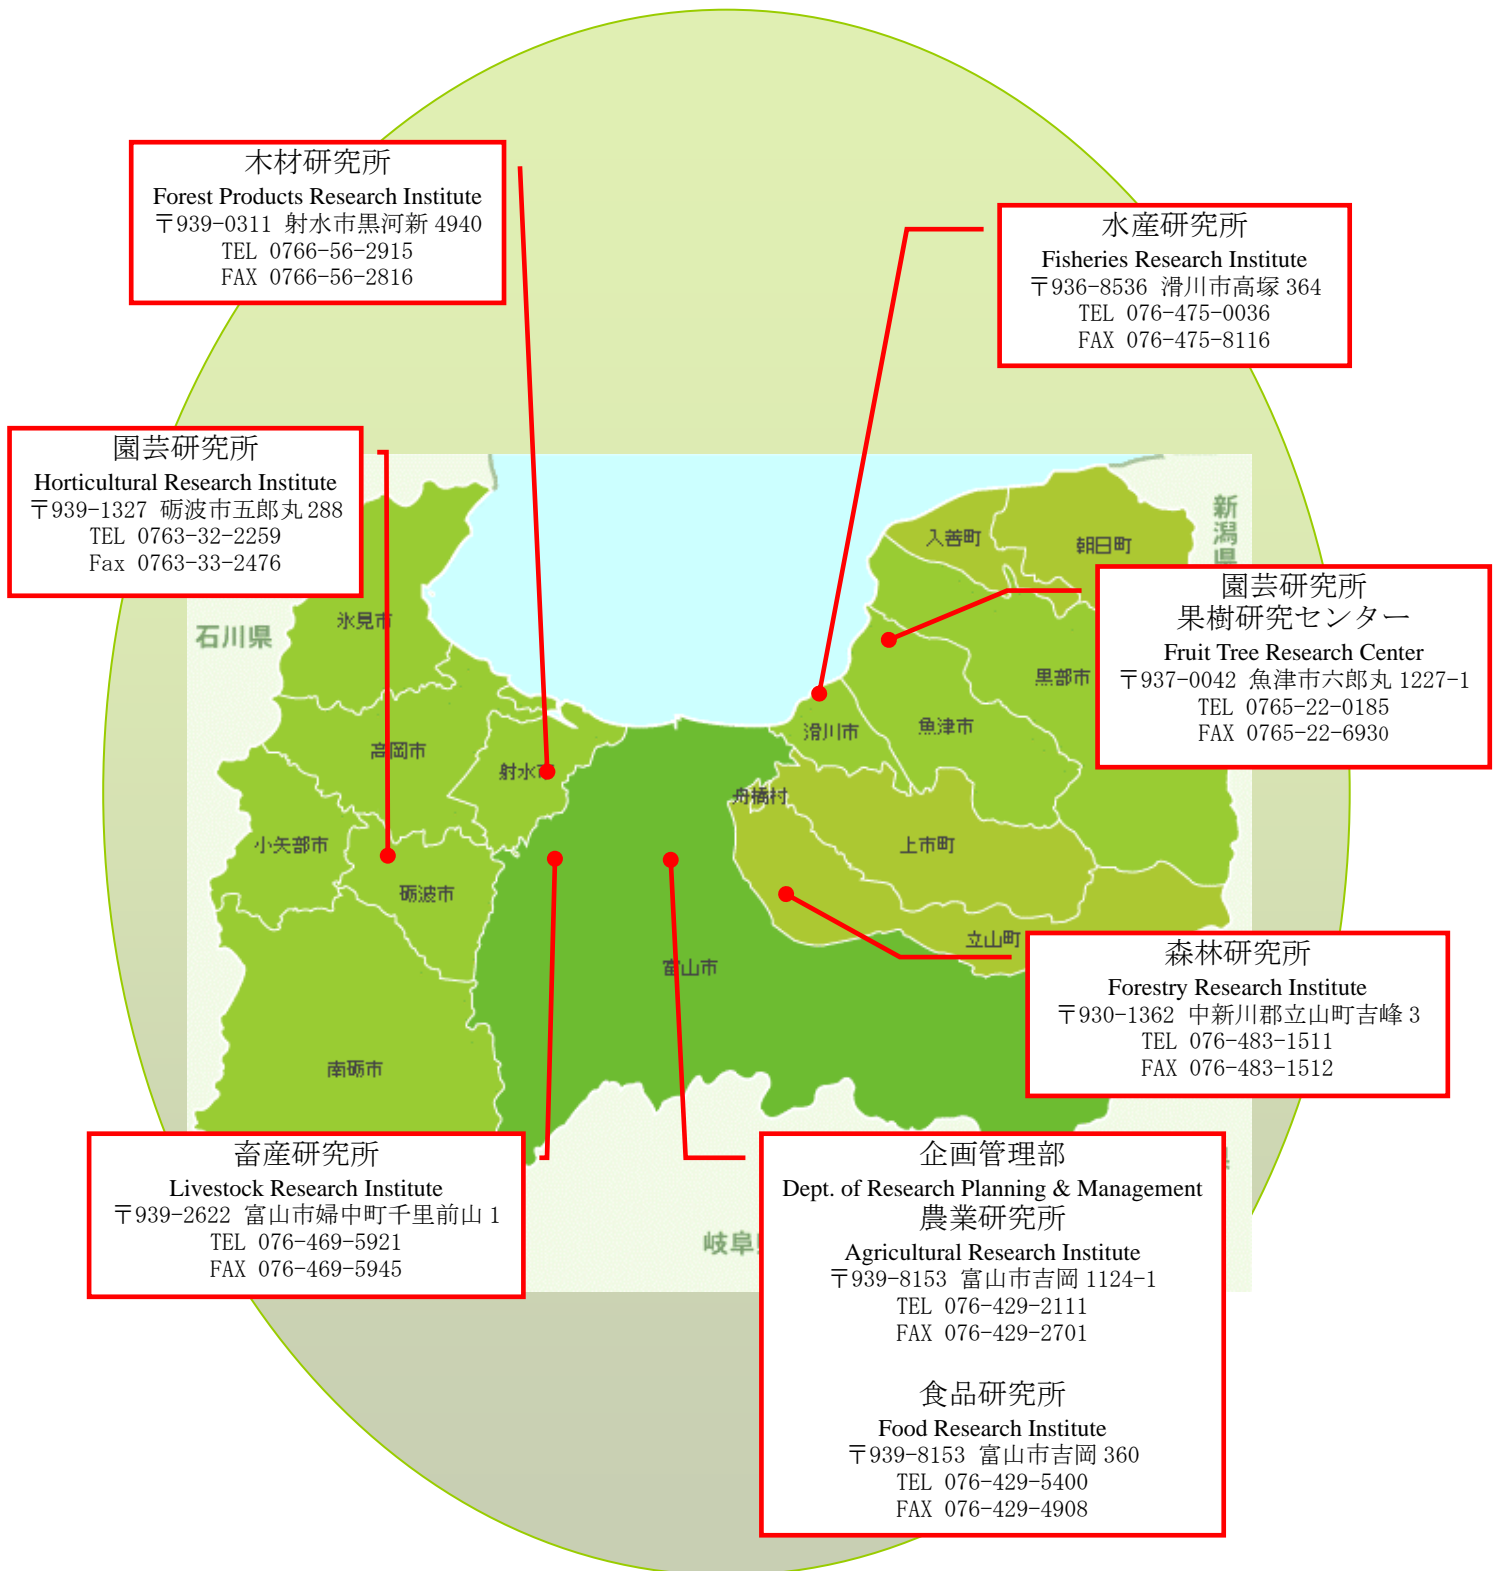 木材研究所
Forest Products Research Institute
〒939-0311 射水市黒河新 4940
TEL 0766-56-2915
FAX 0766-56-2816
水産研究所
Fisheries Research Institute
〒936-8536 滑川市高塚 364
TEL 076-475-0036
FAX 076-475-8116
園芸研究所
Horticultural Research Institute
〒939-1327 砺波市五郎丸 288
TEL 0763-32-2259
Fax 0763-33-2476
新潟県
入善町
朝日町
園芸研究所
果樹研究センター
Fruit Tree Research Center
〒937-0042 魚津市六郎丸 1227-1
TEL 0765-22-0185
FAX 0765-22-6930
石川県
氷見市
黒部市
高岡市
射水市
滑川市
魚津市
舟橋村
小矢部市
砺波市
上市町
立山町
富山市
南砺市
森林研究所
Forestry Research Institute
〒930-1362 中新川郡立山町吉峰 3
TEL 076-483-1511
FAX 076-483-1512
畜産研究所
Livestock Research Institute
〒939-2622 富山市婦中町千里前山 1
TEL 076-469-5921
FAX 076-469-5945
岐阜
企画管理部
Dept. of Research Planning & Management
農業研究所
Agricultural Research Institute
〒939-8153 富山市吉岡 1124-1
TEL 076-429-2111
FAX 076-429-2701
食品研究所
Food Research Institute
〒939-8153 富山市吉岡 360
TEL 076-429-5400
FAX 076-429-4908